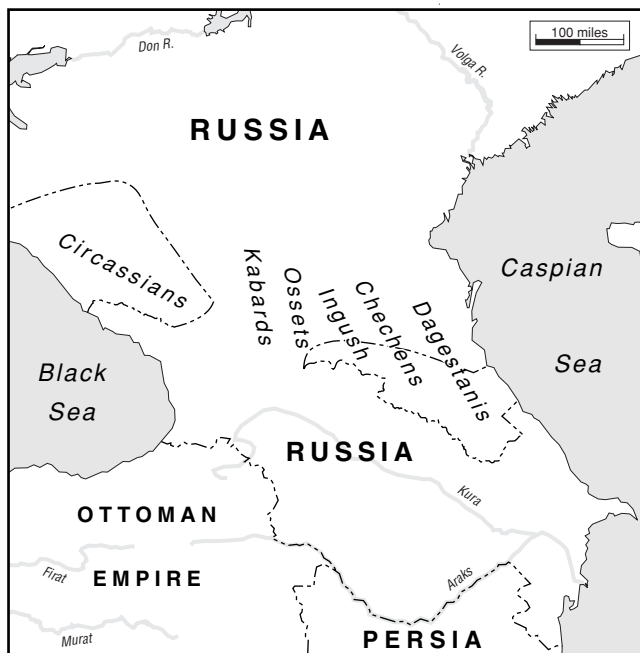 100 miles
Don R.
Volga R.
RUSSIA
Circassians
Kabards
Ossets
Ingush
Chechens
Dagestanis
Caspian
Sea
Black
Sea
RUSSIA
Kura
OTTOMAN
EMPIRE
Firat
Araks
Murat
PERSIA